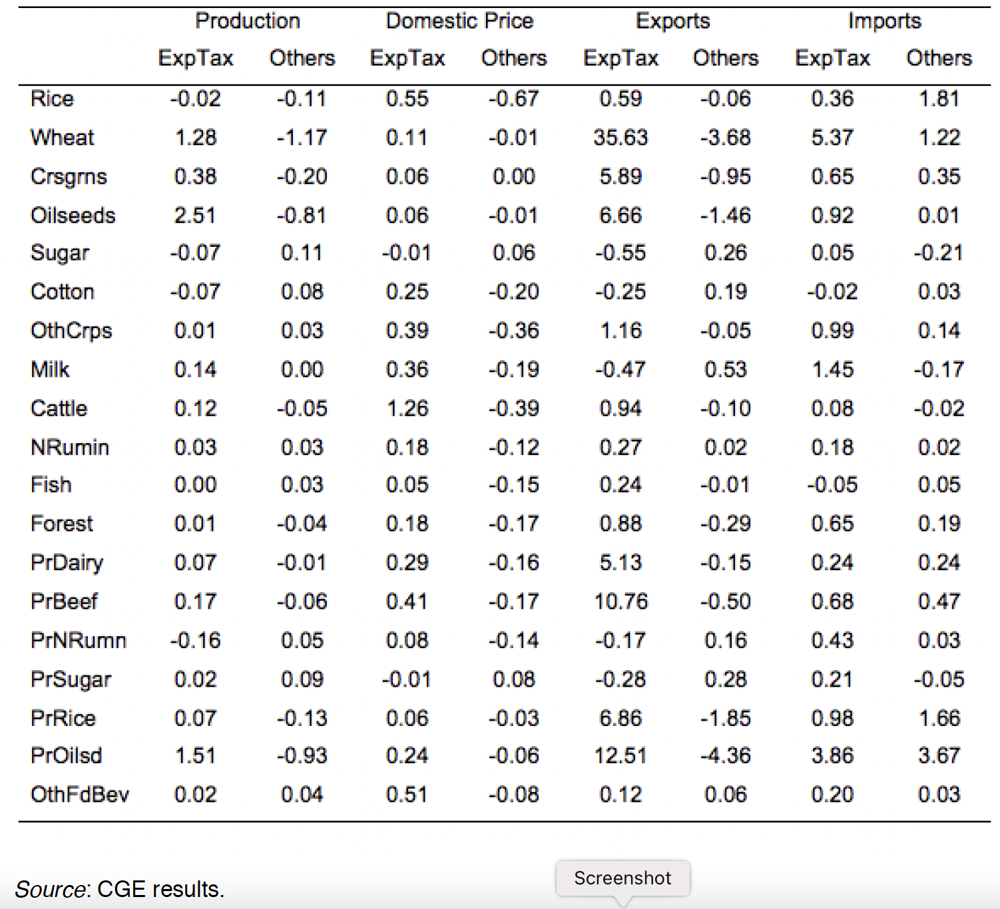 Production Domestic Price Exports Imports
ExpTax Others ExpTax Others ExpTax Others ExpTax Others
Rice -0.02 -0.11 0.55 -0.67 0.59 -0.06 0.36 1.81
Wheat 1.28 -1.17 0.11 -0.01 35.63 -3.68 5.37 1.22
Crsgrns 0.38 -0.20 0.06 0.00 5.89 -0.95 0.65 0.35
Oilseeds 2.51 -0.81 0.06 -0.01 6.66 -1.46 0.92 0.01
Sugar -0.07 0.11 -0.01 0.06 -0.55 0.26 0.05 -0.21
Cotton -0.07 0.08 0.25 -0.20 -0.25 0.19 -0.02 0.03
OthCrps 0.01 0.03 0.39 -0.36 1.16 -0.05 0.99 0.14
Milk 0.14 0.00 0.36 -0.19 -0.47 0.53 1.45 -0.17
Cattle 0.12 -0.05 1.26 -0.39 0.94 -0.10 0.08 -0.02
NRumin 0.03 0.03 0.18 -0.12 0.27 0.02 0.18 0.02
Fish 0.00 0.03 0.05 -0.15 0.24 -0.01 -0.05 0.05
Forest 0.01 -0.04 0.18 -0.17 0.88 -0.29 0.65 0.19
PrDairy 0.07 -0.01 0.29 -0.16 5.13 -0.15 0.24 0.24
PrBeef 0.17 -0.06 0.41 -0.17 10.76 -0.50 0.68 0.47
PrNRumn -0.16 0.05 0.08 -0.14 -0.17 0.16 0.43 0.03
PrSugar 0.02 0.09 -0.01 0.08 -0.28 0.28 0.21 -0.05
PrRice 0.07 -0.13 0.06 -0.03 6.86 -1.85 0.98 1.66
PrOilsd 1.51 -0.93 0.24 -0.06 12.51 -4.36 3.86 3.67
OthFdBev 0.02 0.04 0.51 -0.08 0.12 0.06 0.20 0.03
Screenshot
Source: CGE results.